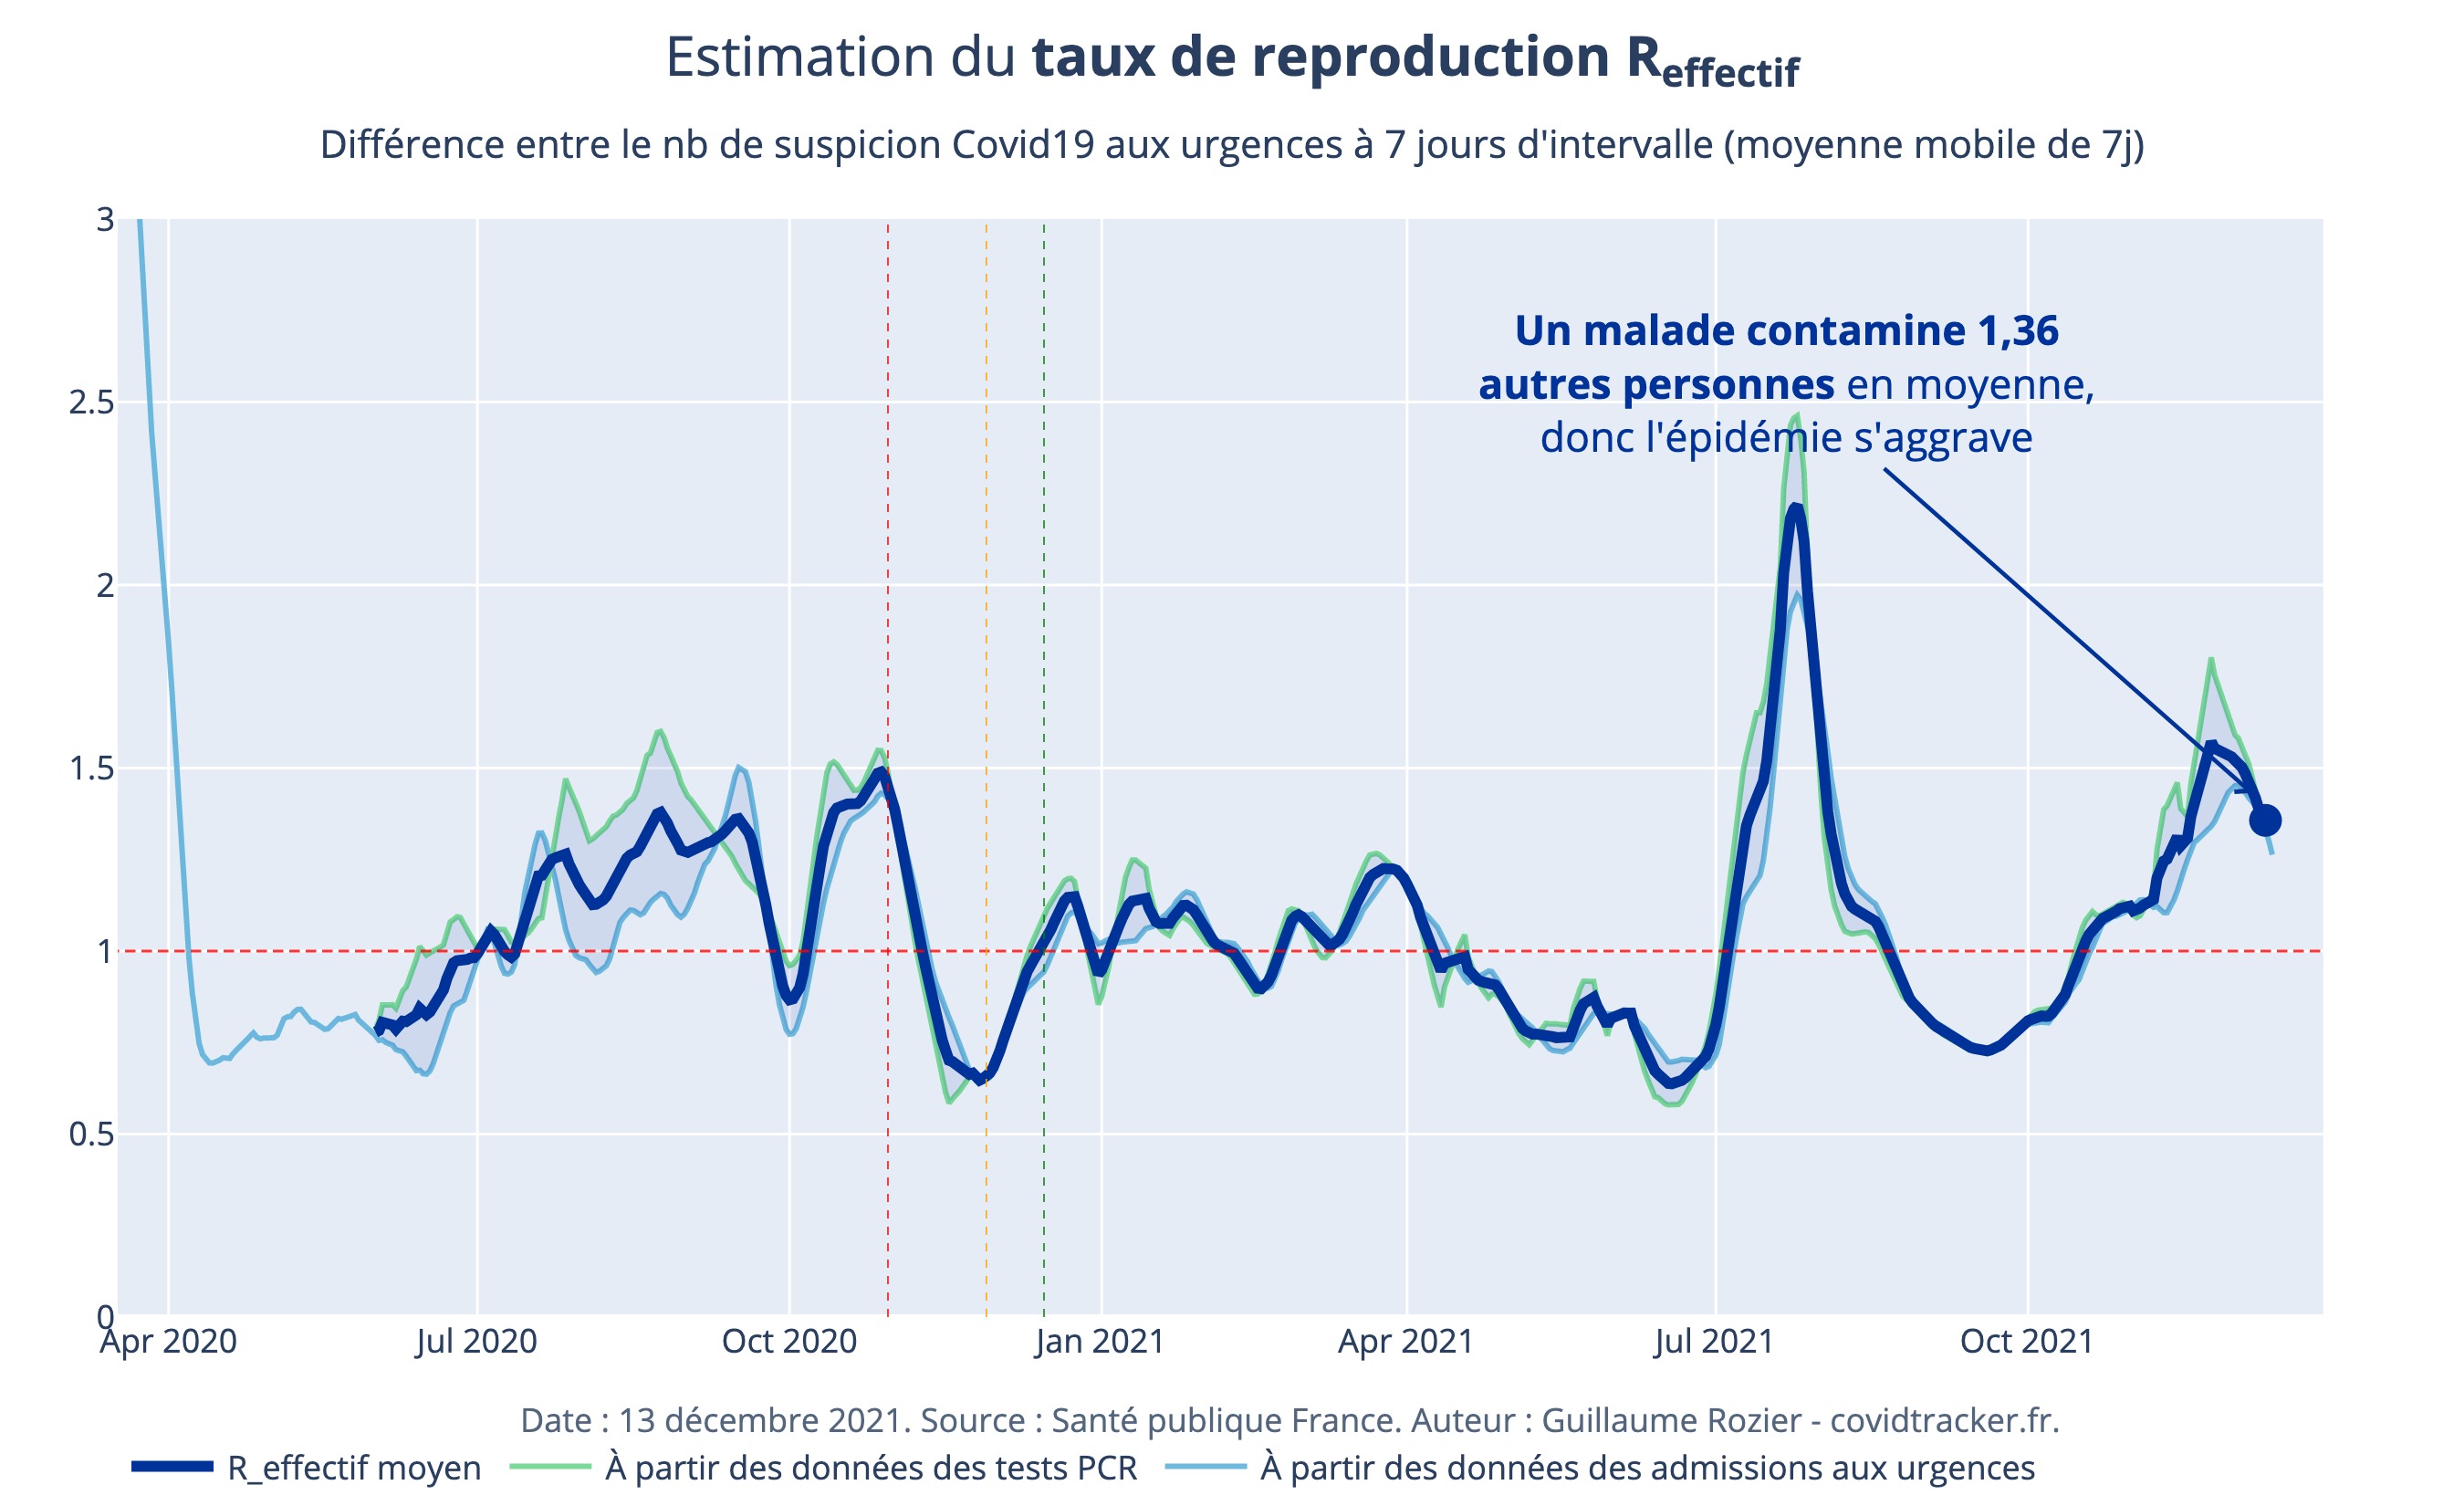 Estimation du taux de reproduction Reffectif
Différence entre le nb de suspicion Covid19 aux urgences à 7 jours d'intervalle (moyenne mobile de 7j)
3
2.5
2
1.5
1
0.5
0
Un malade contamine 1,36
autres personnes en moyenne,
donc l'épidémie s'aggrave
Apr 2020 Jul 2020 Oct 2020 Jan 2021 Apr 2021 Jul 2021 Oct 2021
Date : 13 décembre 2021. Source : Santé publique France. Auteur : Guillaume Rozier - covidtracker.fr.
R_effectif moyen À partir des données des tests PCR À partir des données des admissions aux urgences